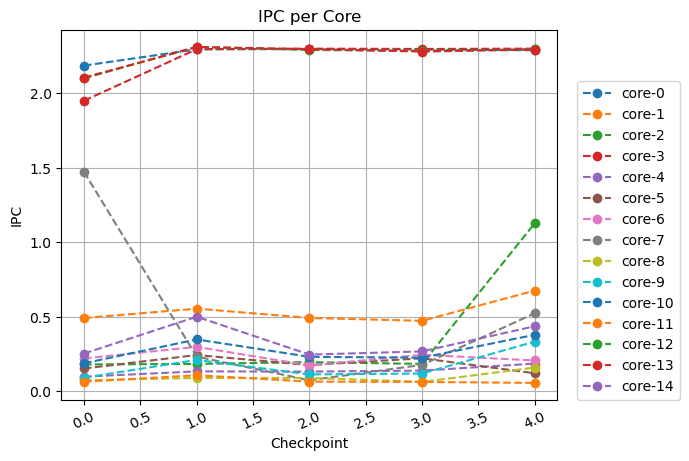 IPC per Core
IPC
2.0
1.5
1.0
0.5
0.0
0.0 0.5 1.0 1.5 2.0 2.5 3.0 3.5 4.0
Checkpoint
core-0
core-1
core-2
core-3
core-4
core-5
core-6
core-7
core-8
core-9
core-10
core-11
core-12
core-13
core-14